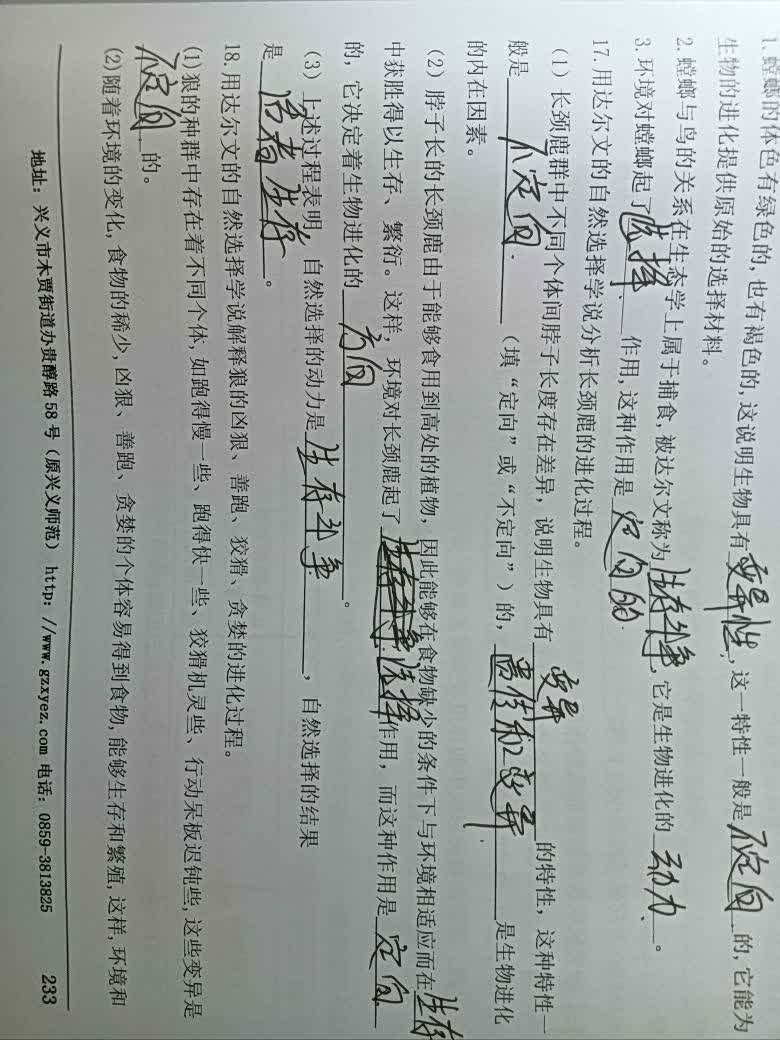 1. 螳螂的体色有绿色的, 也有褐色的, 这说明生物具有变异性, 这一特性一般是不定向的, 它能为
生物的进化提供原始的选择材料。
2. 螳螂与鸟的关系在生态学上属于捕食, 被达尔文称为生存斗争, 它是生物进化的动力。
3. 环境对螳螂起了选择作用, 这种作用是定向的.
17. 用达尔文的自然选择学说分析长颈鹿的进化过程。
(1) 长颈鹿群中不同个体间脖子长度存在差异, 说明生物具有变异的特性, 这种特性一
般是不定向.(填“定向”或“不定向”)的, 遗传和变异是生物进化
的内在因素。
(2) 脖子长的长颈鹿由于能够食用到高处的植物, 因此能够在食物缺少的条件下与环境相适应而在生存
中获胜得以生存、繁衍。这样, 环境对长颈鹿起了选择作用, 而这种作用是定向
的, 它决定着生物进化的方向。
(3) 上述过程表明, 自然选择的动力是生存斗争, 自然选择的结果
是适者生存。
18. 用达尔文的自然选择学说解释狼的凶狠、善跑、狡猾、贪婪的进化过程。
(1) 狼的种群中存在着不同个体, 如跑得慢一些、跑得快一些、狡猾机灵些、行动呆板迟钝些, 这些变异是
不定向的。
(2) 随着环境的变化, 食物的稀少, 凶狠、善跑、贪婪的个体容易得到食物, 能够生存和繁殖, 这样, 环境和
地址: 兴义市木贾街道办贵醇路 58 号 (原兴义师范) http: //www.gzxyez.com 电话: 0859-3813825 233